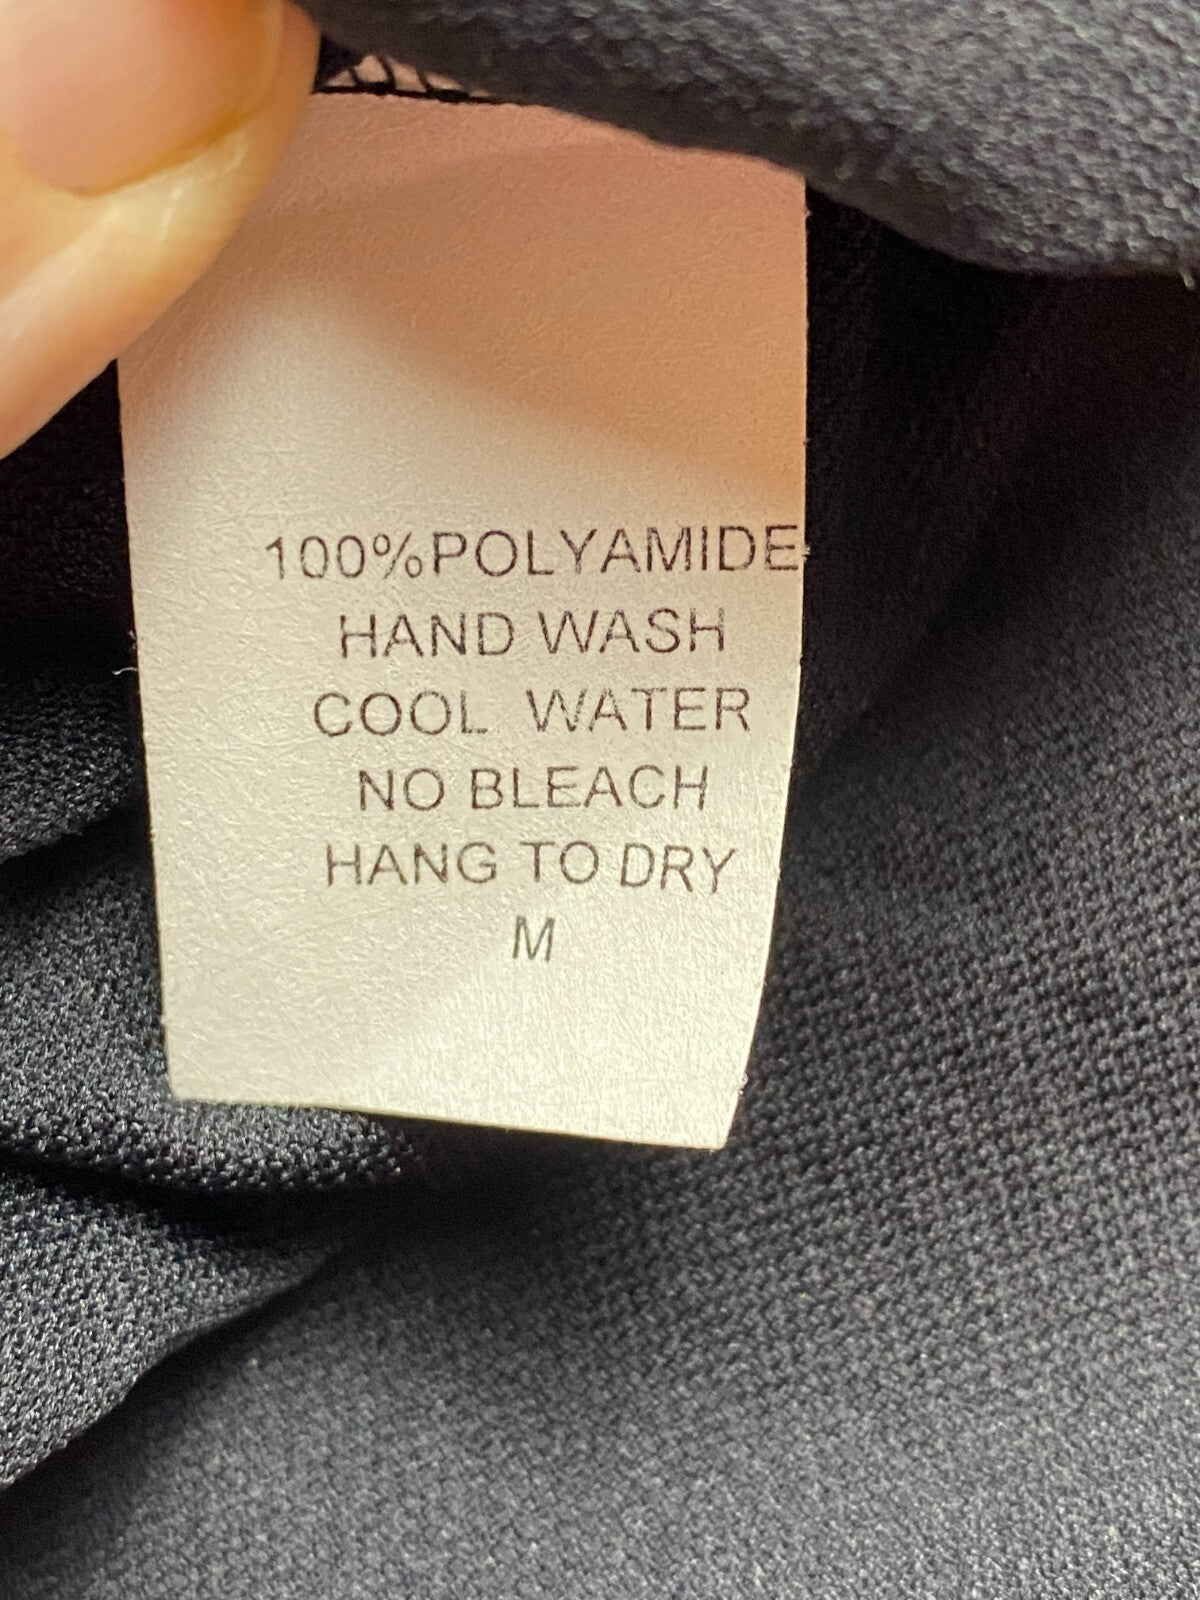 100%POLYAMIDE
HAND WASH
COOL WATER
NO BLEACH
HANG TO DRY
M